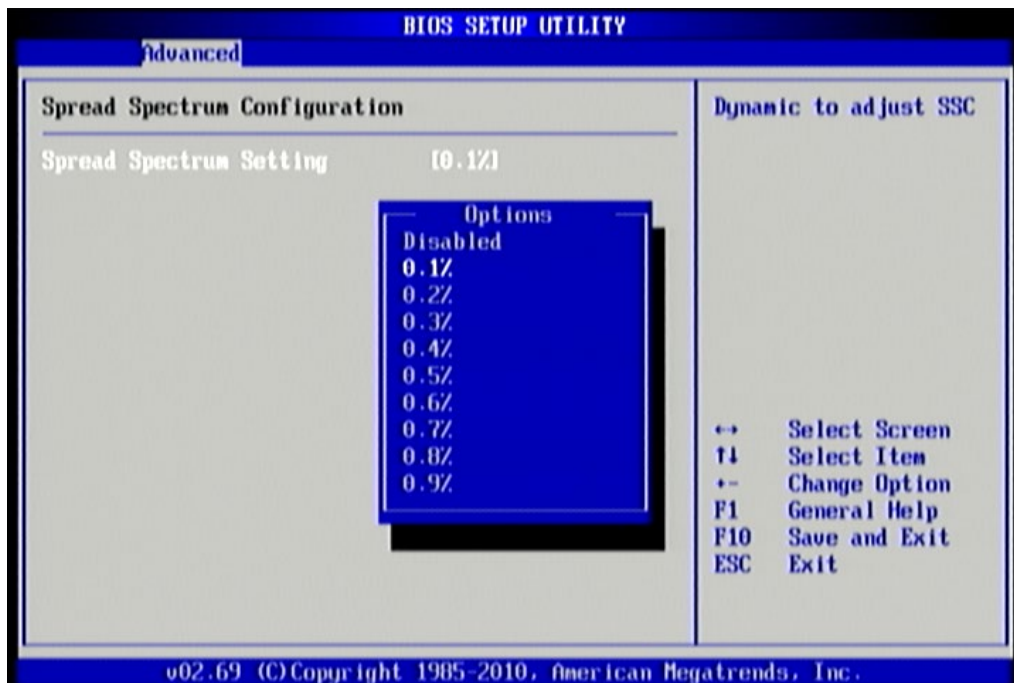 BIOS SETUP UTILITY
Advanced
Spread Spectrum Configuration
Spread Spectrum Setting [0.1%]
Options
Disabled
0.1%
0.2%
0.3%
0.4%
0.5%
0.6%
0.7%
0.8%
0.9%
Dynamic to adjust SSC
↔ Select Screen
↑↓ Select Item
+- Change Option
F1 General Help
F10 Save and Exit
ESC Exit
v02.69 (C)Copyright 1985-2010, American Megatrends, Inc.